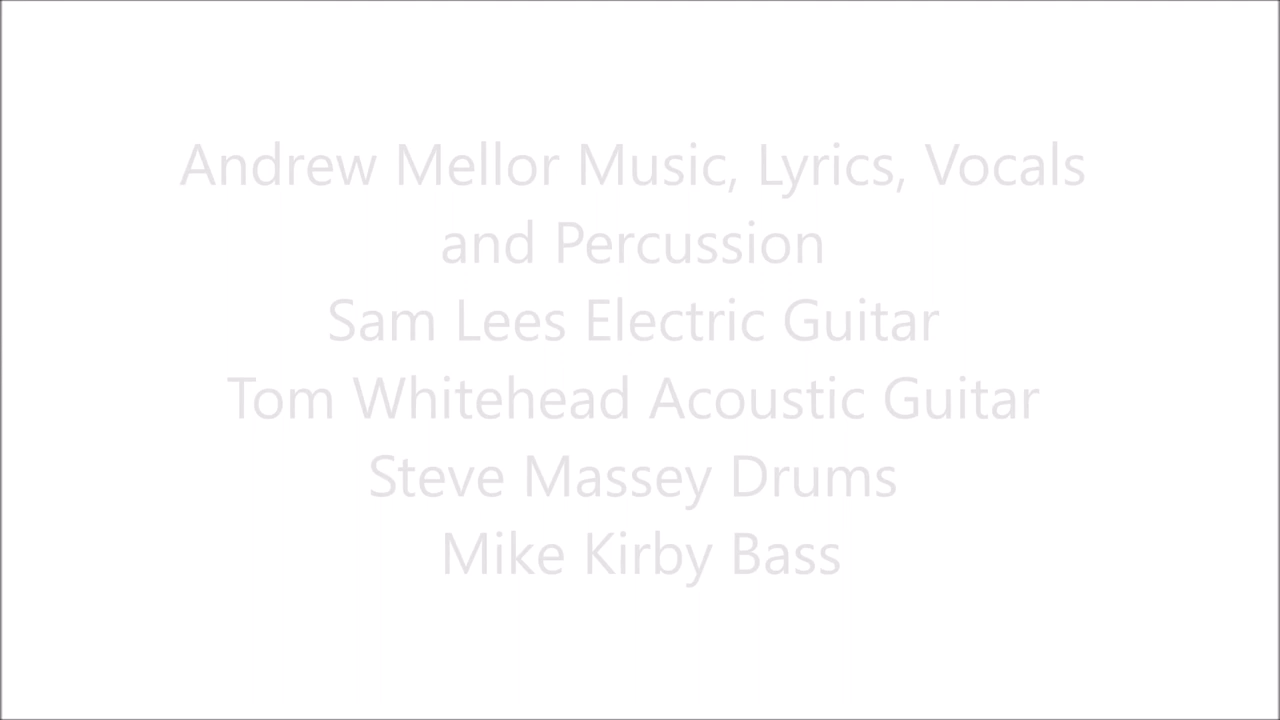 Andrew Mellor Music, Lyrics, Vocals
and Percussion
Sam Lees Electric Guitar
Tom Whitehead Acoustic Guitar
Steve Massey Drums
Mike Kirby Bass